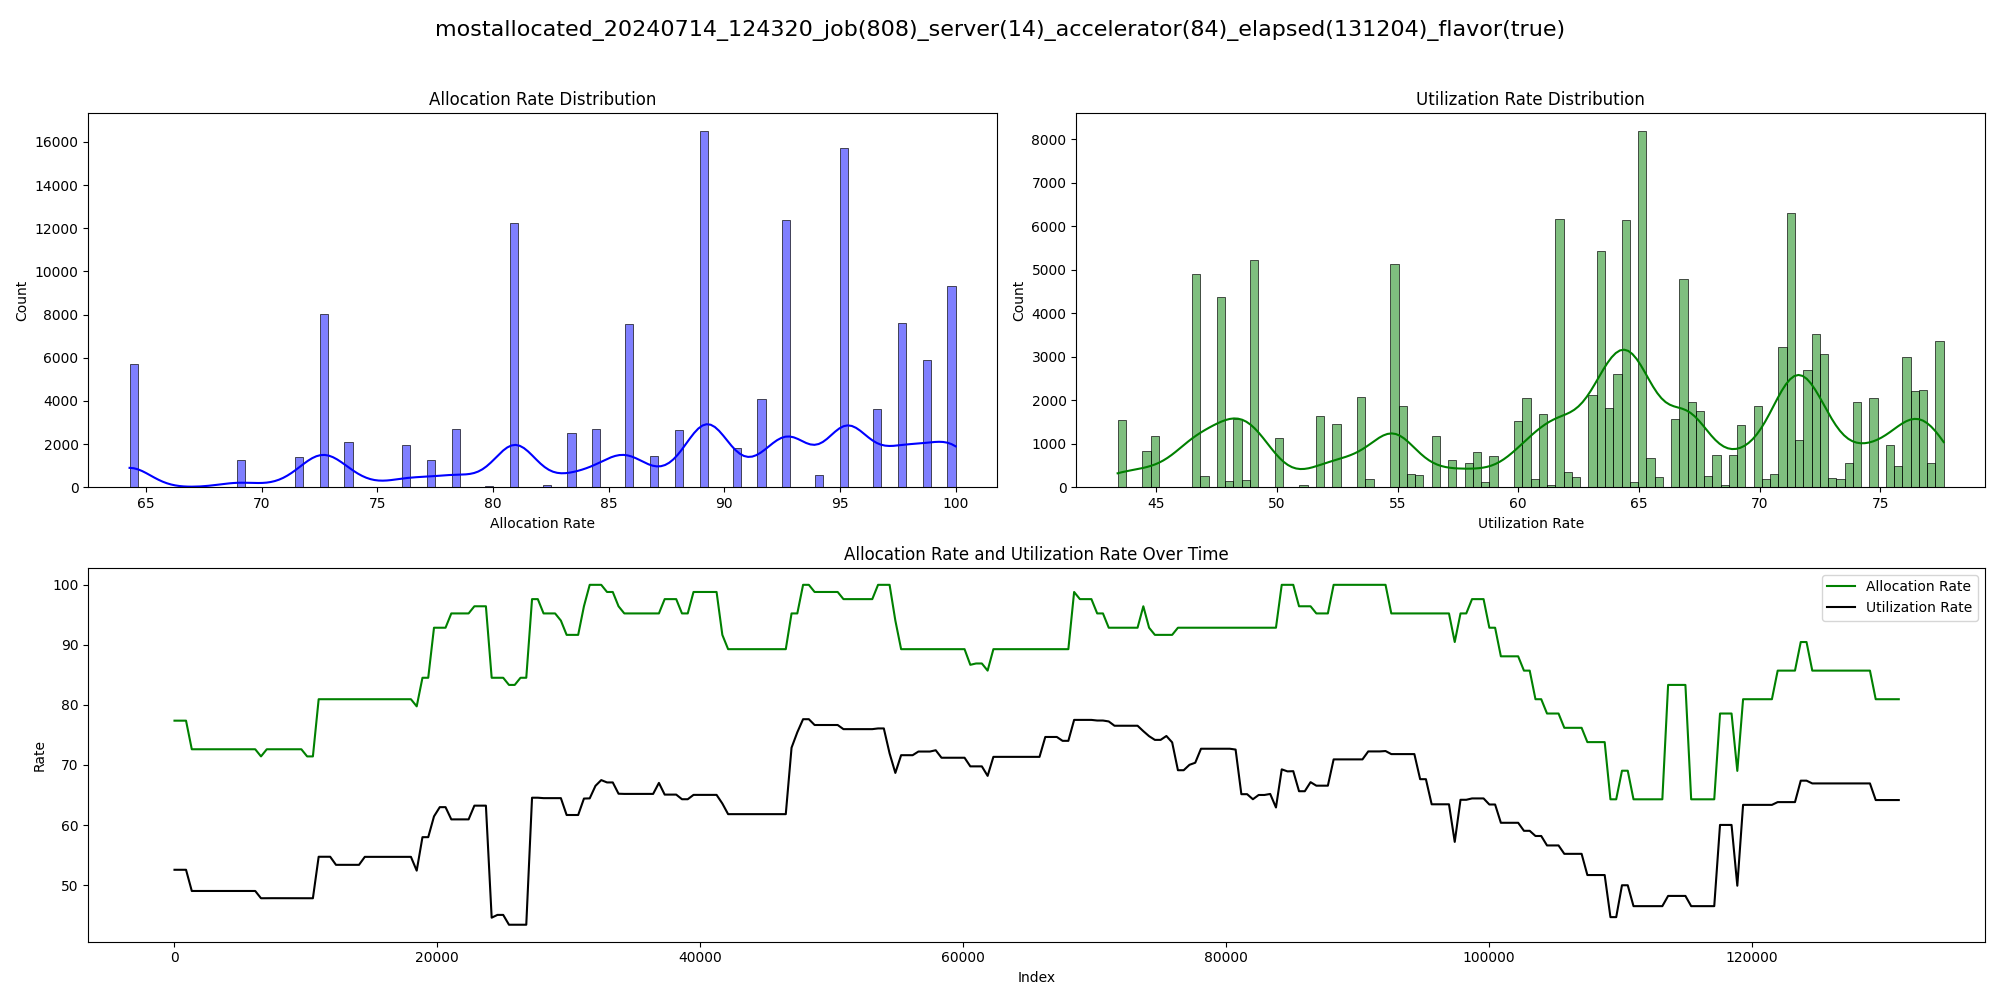 mostallocated_20240714_124320_job(808)_server(14)_accelerator(84)_elapsed(131204)_flavor(true)
Allocation Rate Distribution
Count
16000
14000
12000
10000
8000
6000
4000
2000
0
65 70 75 80 85 90 95 100
Allocation Rate
Utilization Rate Distribution
Count
8000
7000
6000
5000
4000
3000
2000
1000
0
45 50 55 60 65 70 75
Utilization Rate
Allocation Rate and Utilization Rate Over Time
Rate
100
90
80
70
60
50
Allocation Rate
Utilization Rate
0 20000 40000 60000 80000 100000 120000
Index